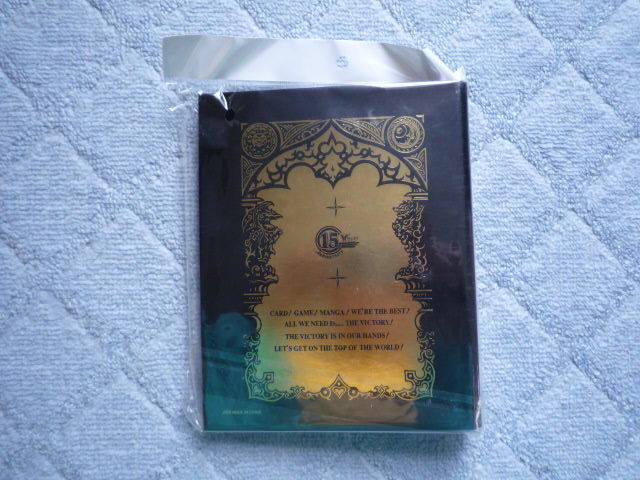 15
CARD! GAME! MANGA! WE'RE THE BEST!
ALL WE NEED IS.... THE VICTORY!
THE VICTORY IS IN OUR HANDS!
LET'S GET ON THE TOP OF THE WORLD!